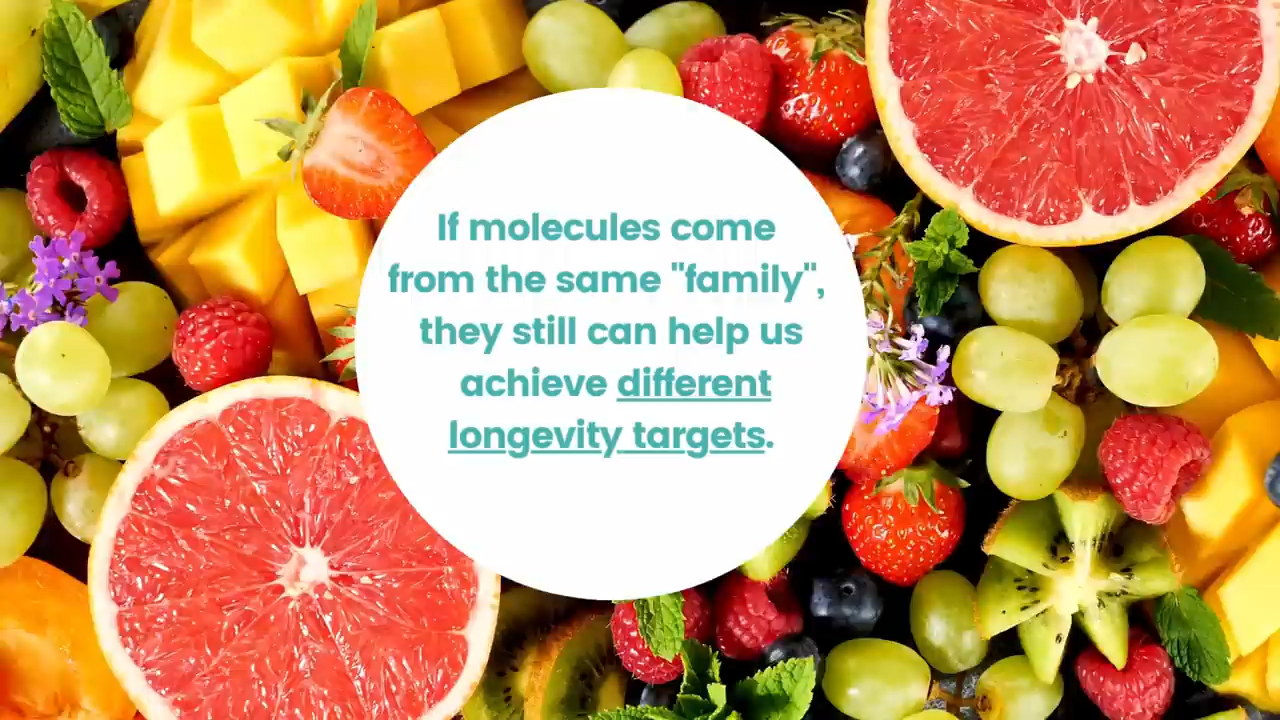 If molecules come
from the same "family",
they still can help us
achieve different
longevity targets.